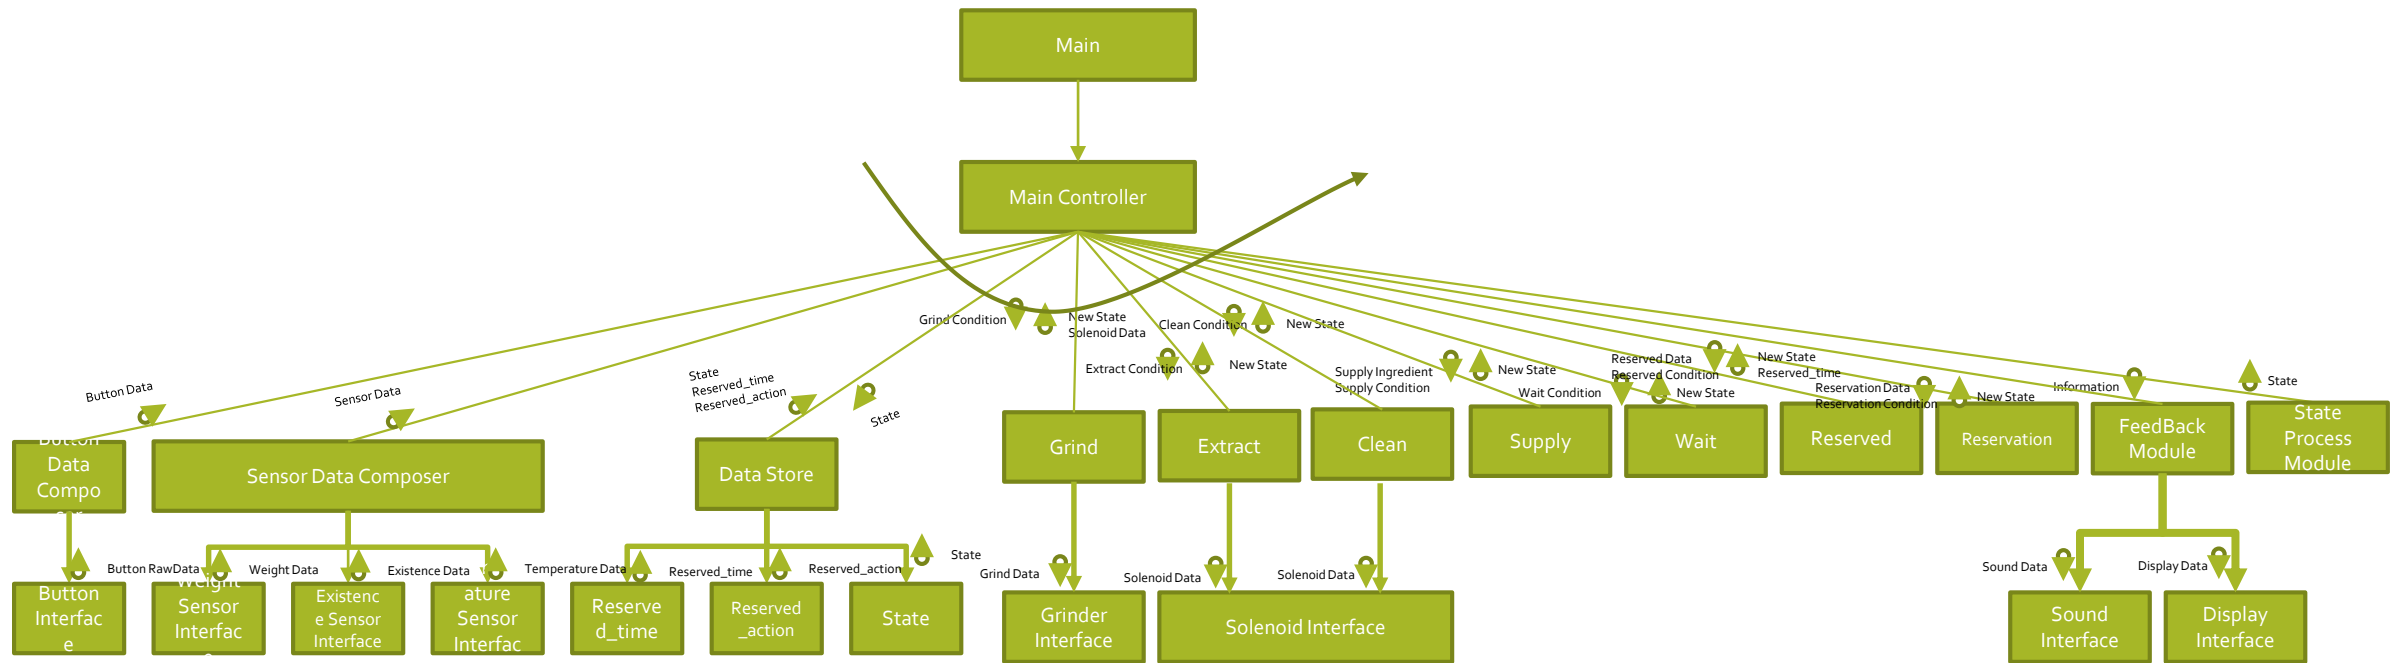 Main
Main Controller
Grind Condition
New State
Solenoid Data
Clean Condition
New State
Extract Condition
New State
Supply Ingredient
Supply Condition
New State
Wait Condition
New State
Reserved Data
Reserved Condition
New State
Reserved_time
Reservation Data
Reservation Condition
New State
Information
State
Button Data
Sensor Data
State
Reserved_time
Reserved_action
State
Button
Data
Compo
ser
Sensor Data Composer
Data Store
Grind
Extract
Clean
Supply
Wait
Reserved
Reservation
FeedBack
Module
State
Process
Module
Button RawData
Weight Data
Existence Data
Temperature Data
Reserved_time
Reserved_action
State
Grind Data
Solenoid Data
Solenoid Data
Sound Data
Display Data
Button
Interfac
e
Weight
Sensor
Interfac
Existenc
e Sensor
Interface
ature
Sensor
Interfac
Reserve
d_time
Reserved
_action
State
Grinder
Interface
Solenoid Interface
Sound
Interface
Display
Interface